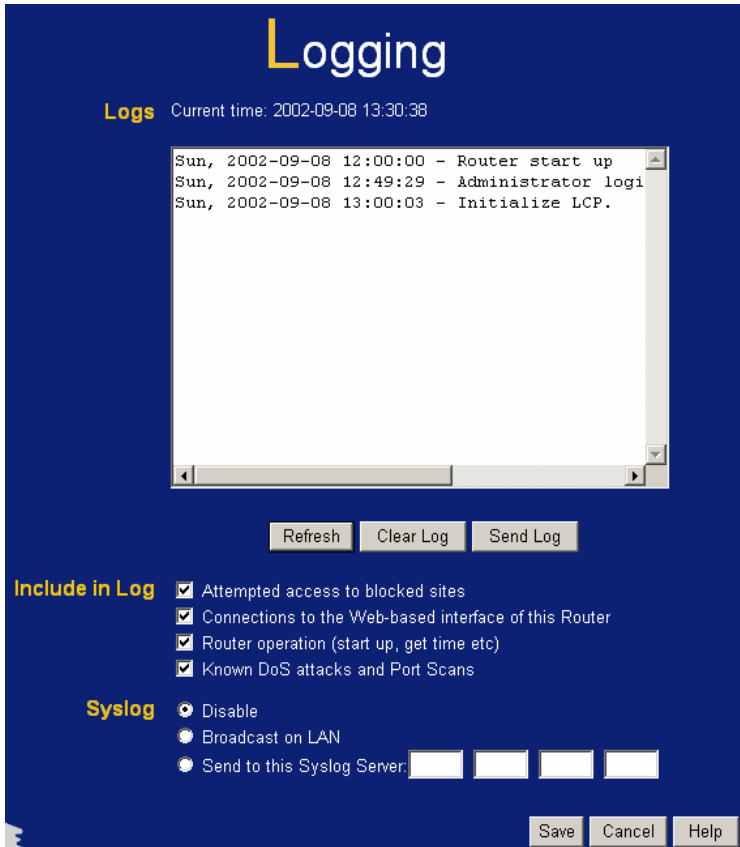 Logging
Logs Current time: 2002-09-08 13:30:38
Sun, 2002-09-08 12:00:00 - Router start up
Sun, 2002-09-08 12:49:29 - Administrator logi
Sun, 2002-09-08 13:00:03 - Initialize LCP.
Refresh Clear Log Send Log
Include in Log Attempted access to blocked sites
Connections to the Web-based interface of this Router
Router operation (start up, get time etc)
Known DoS attacks and Port Scans
Syslog Disable
Broadcast on LAN
Send to this Syslog Server: . . .
Save Cancel Help